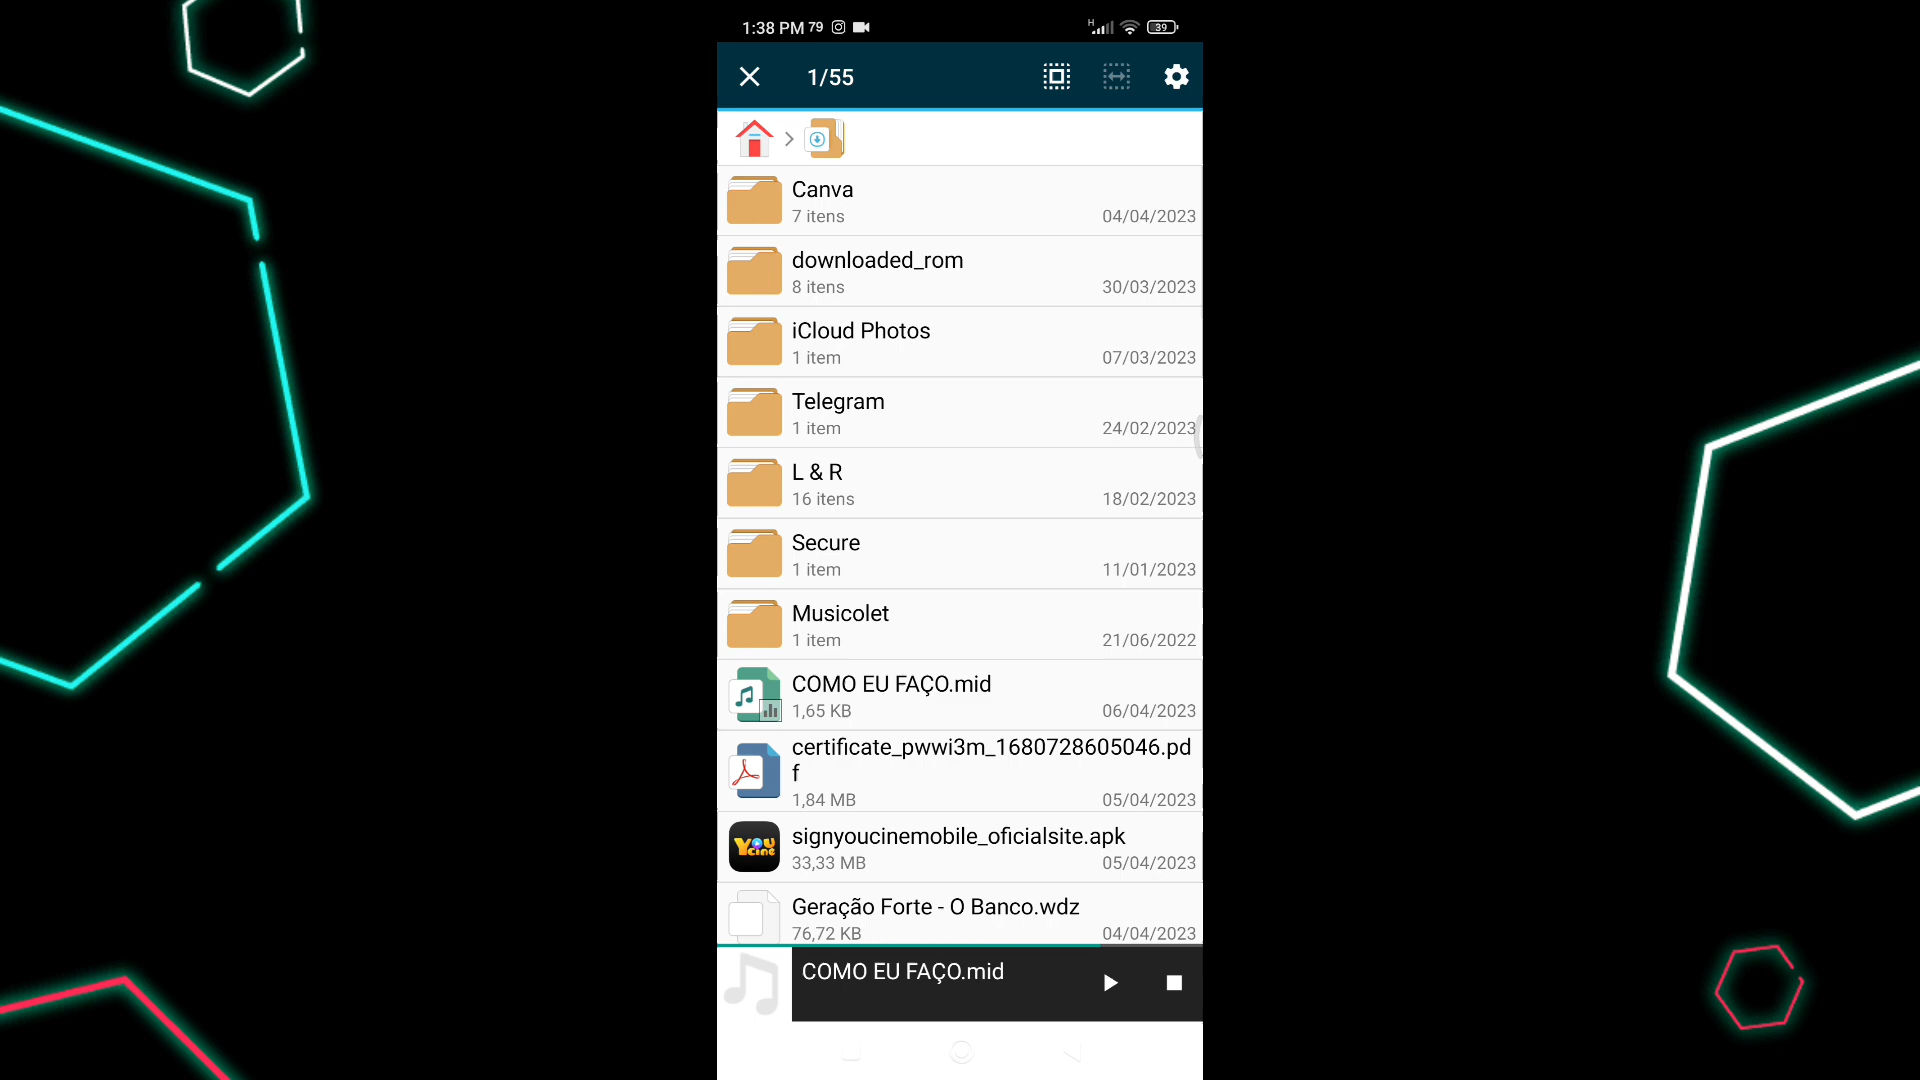 1:38 PM 79
H
39
1/55
Canva
7 itens
04/04/2023
downloaded_rom
8 itens
30/03/2023
iCloud Photos
1 item
07/03/2023
Telegram
1 item
24/02/2023
L & R
16 itens
18/02/2023
Secure
1 item
11/01/2023
Musicolet
1 item
21/06/2022
COMO EU FAÇO.mid
1,65 KB
06/04/2023
certificate_pwwi3m_1680728605046.pd
f
1,84 MB
05/04/2023
YOU
cine
signyoucinemobile_oficialsite.apk
33,33 MB
05/04/2023
Geração Forte - O Banco.wdz
76,72 KB
04/04/2023
COMO EU FAÇO.mid